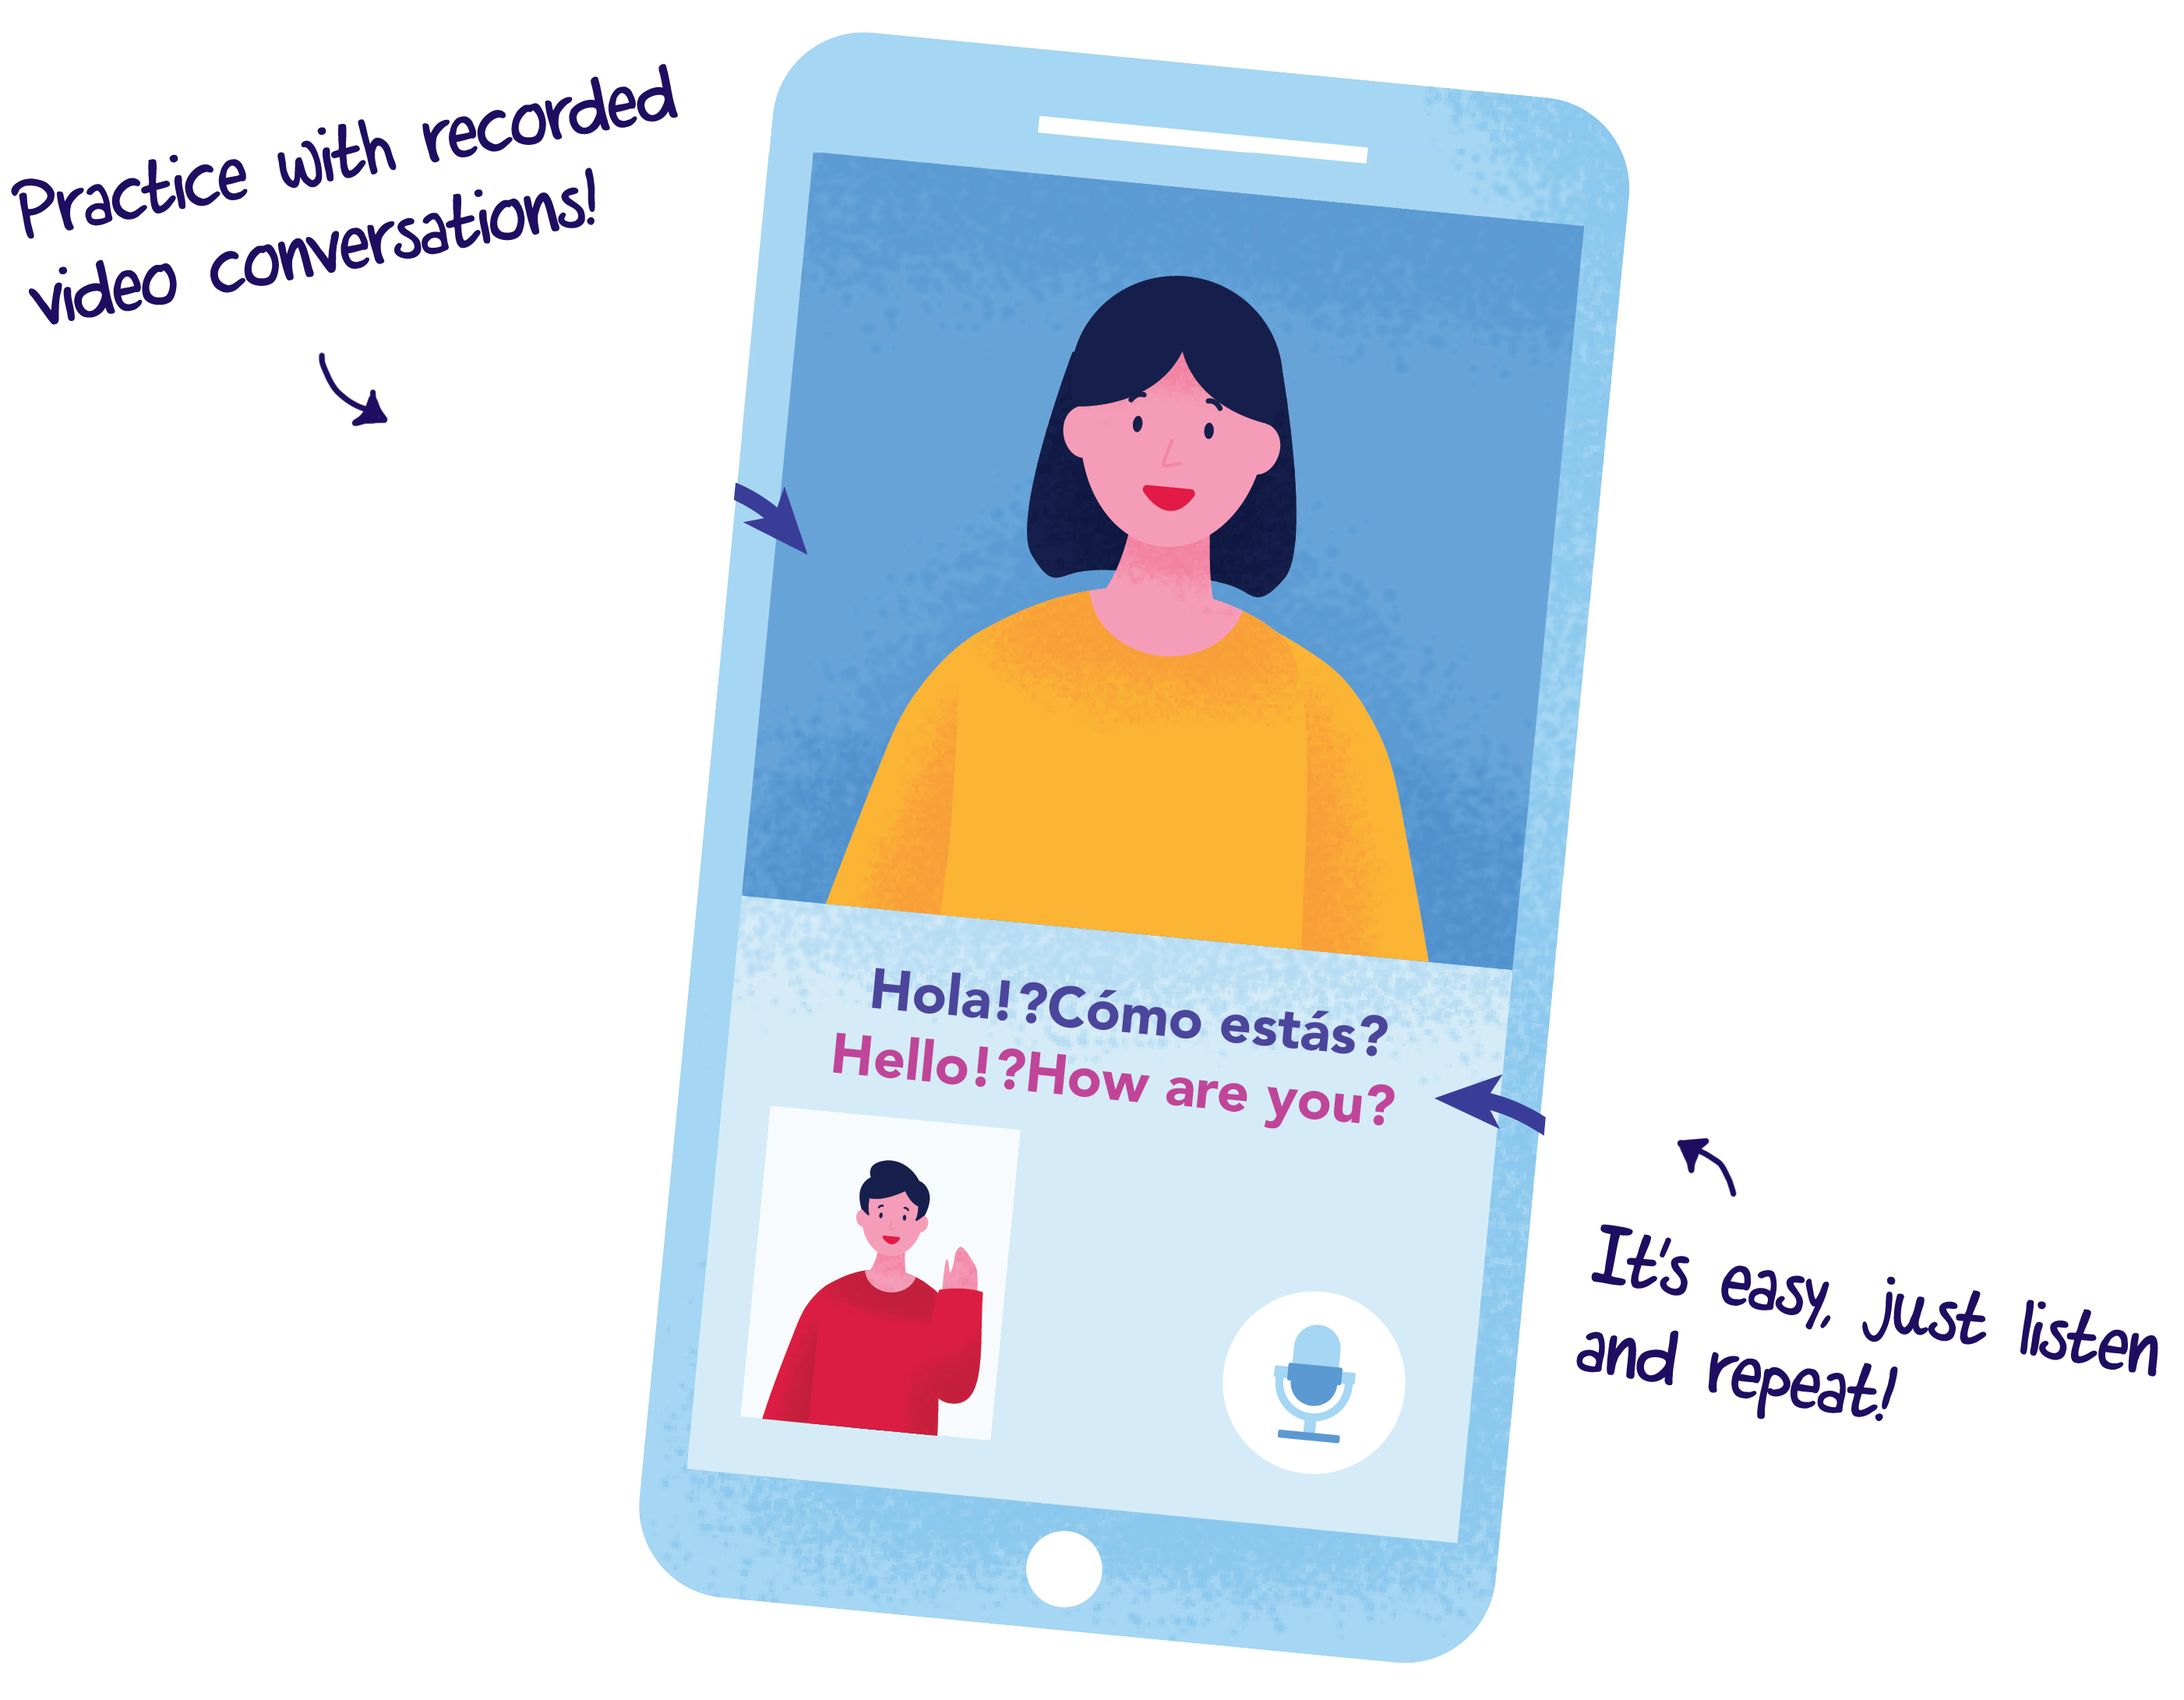 Practice with recorded
video conversations!
Hola!?Cómo estás?
Hello!?How are you?
It's easy, just listen
and repeat!